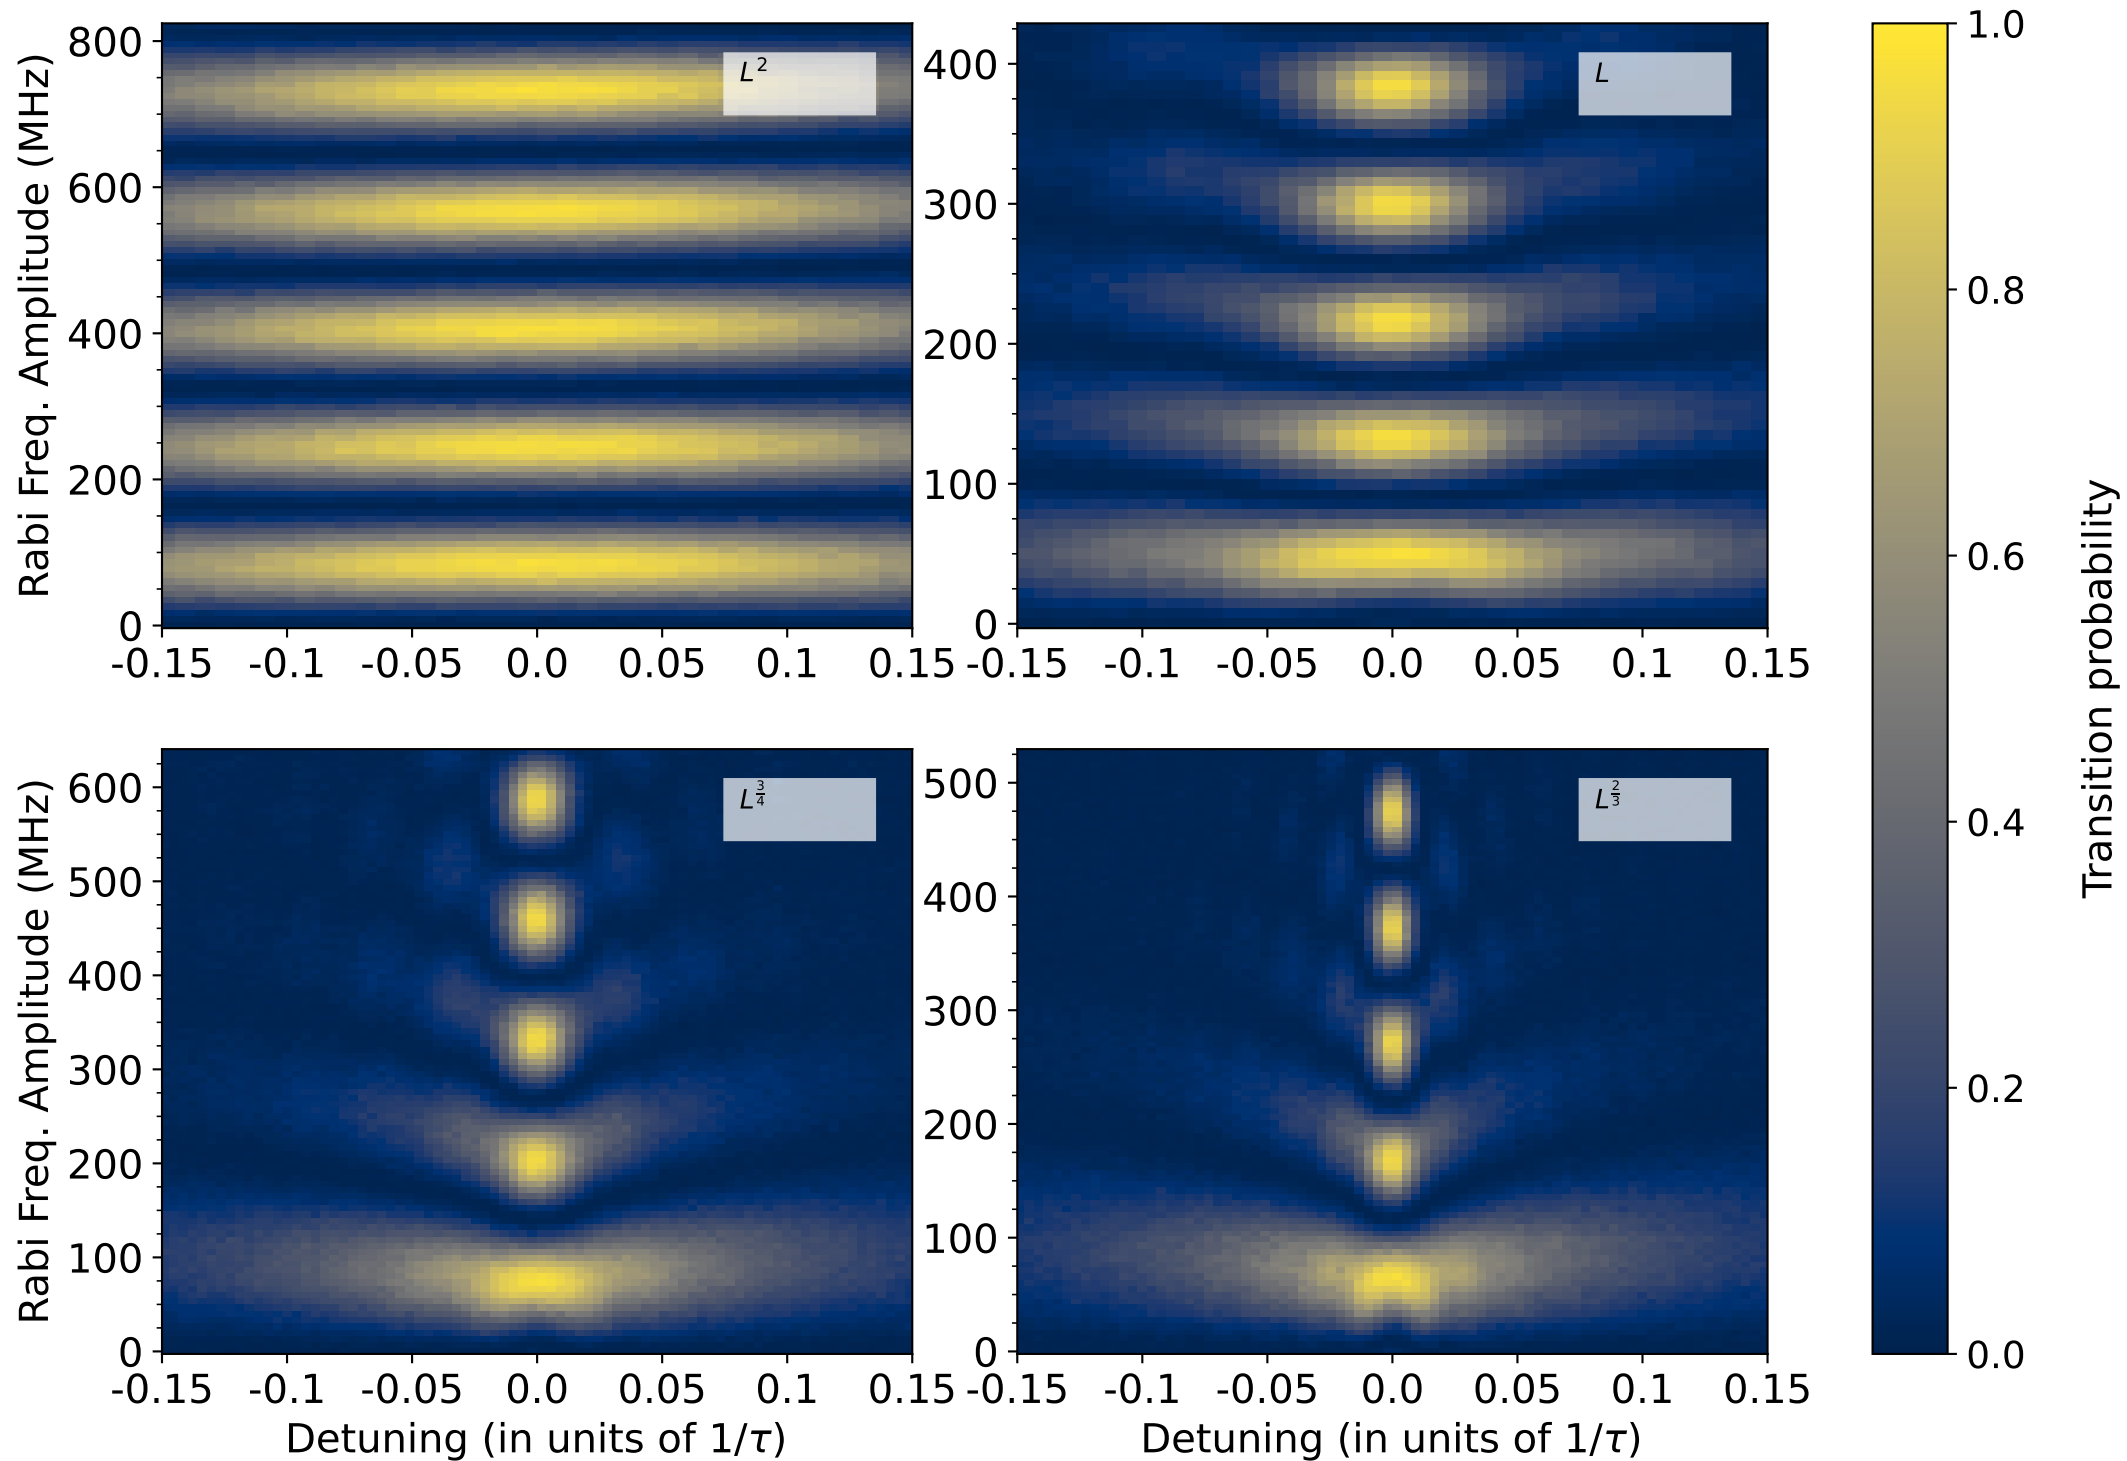 Rabi Freq. Amplitude (MHz)
800
600
400
200
0
L²
-0.15 -0.1 -0.05 0.0 0.05 0.1 0.15
400
300
200
100
0
L
-0.15 -0.1 -0.05 0.0 0.05 0.1 0.15
Rabi Freq. Amplitude (MHz)
600
500
400
300
200
100
0
L^{3/4}
-0.15 -0.1 -0.05 0.0 0.05 0.1 0.15
Detuning (in units of 1/τ)
500
400
300
200
100
0
L^{2/3}
-0.15 -0.1 -0.05 0.0 0.05 0.1 0.15
Detuning (in units of 1/τ)
1.0
0.8
0.6
0.4
0.2
0.0
Transition probability